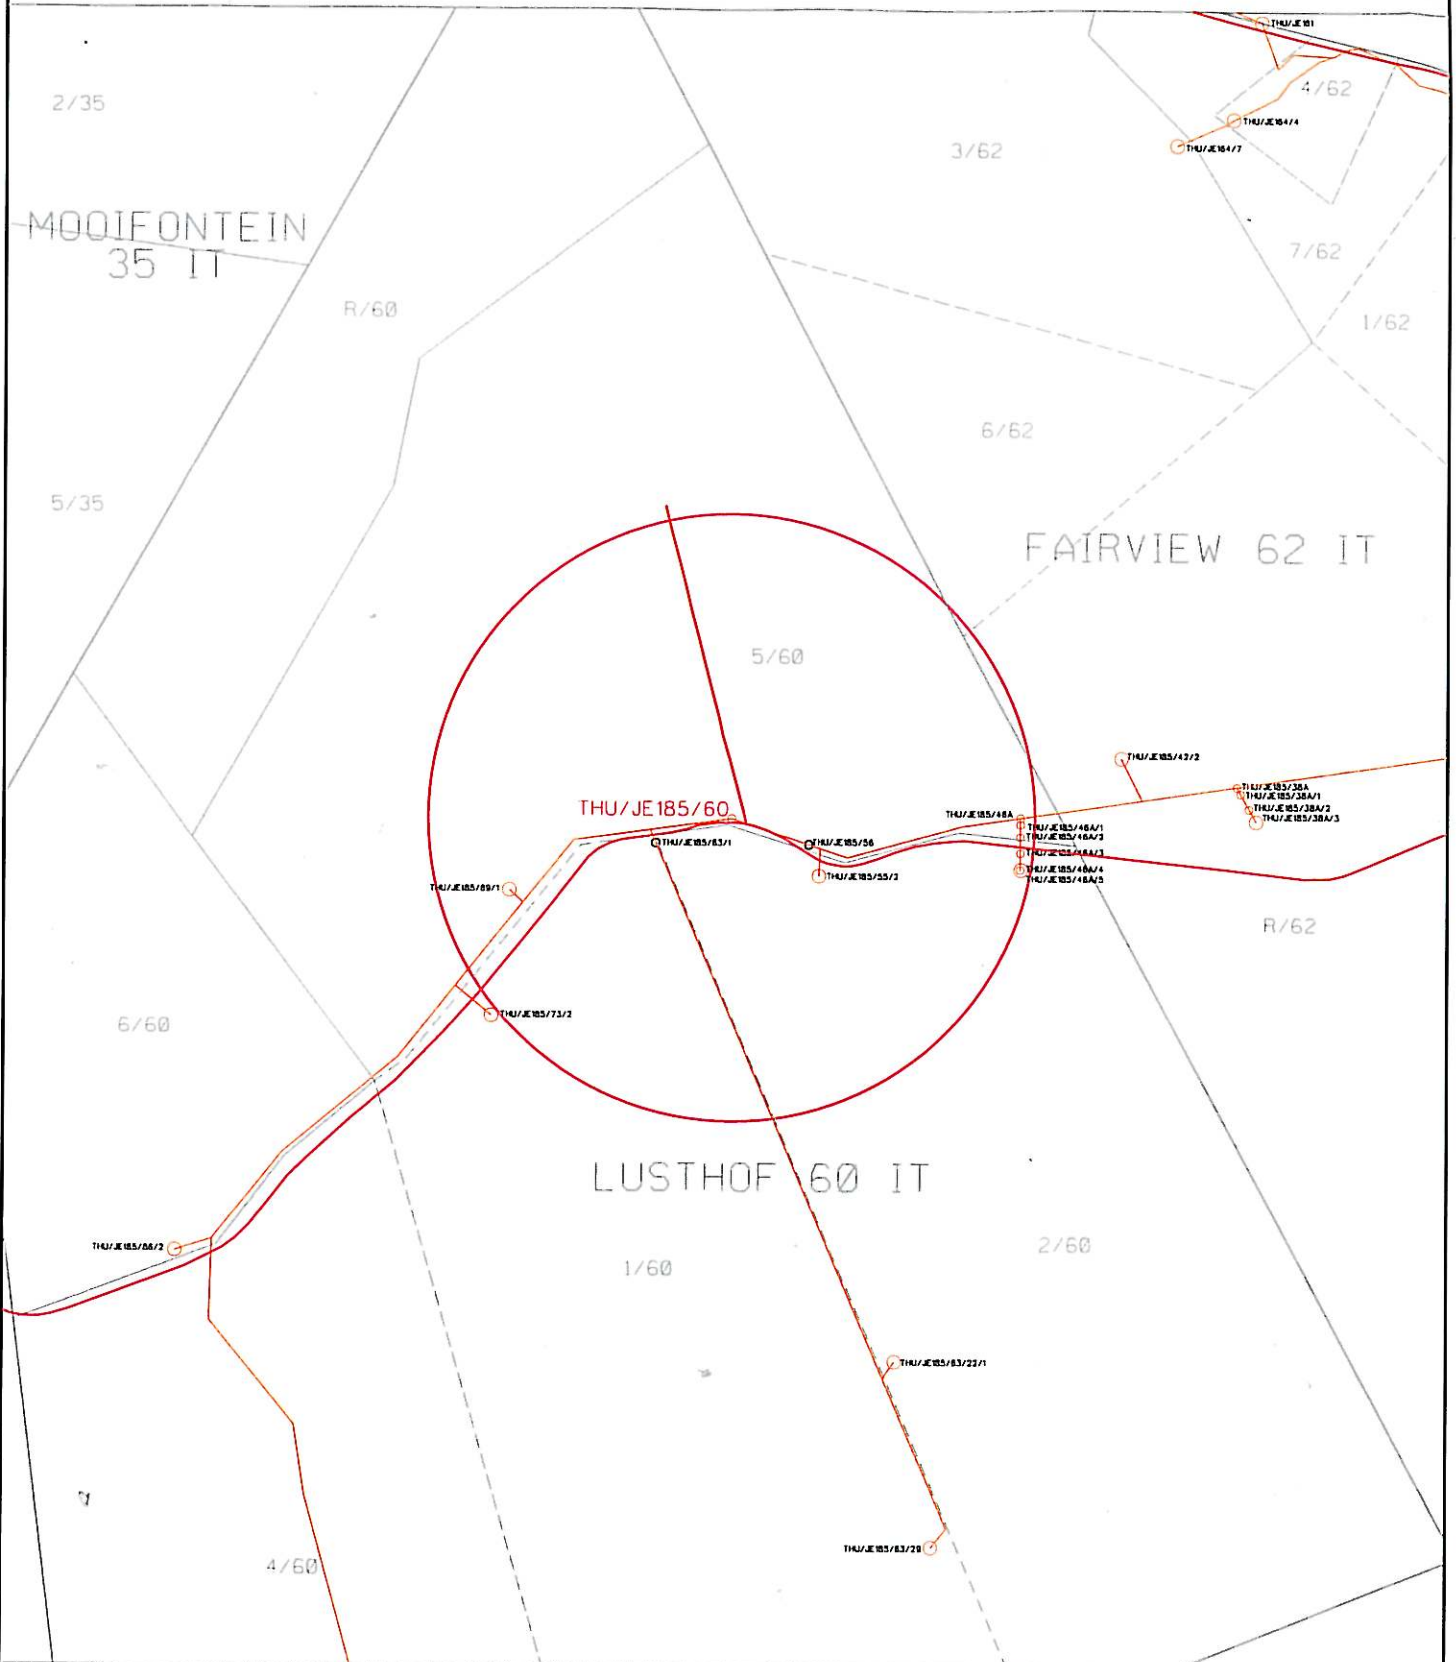 THU/JE181
4/62
2/35
THU/JE184/4
THU/JE184/7
3/62
MOOIFONTEIN
35 IT
7/62
R/60
1/62
6/62
5/35
FAIRVIEW 62 IT
5/60
THU/JE185/42/2
THU/JE185/38A
THU/JE185/38A/1
THU/JE185/38A/2
THU/JE185/38A/3
THU/JE185/60
THU/JE185/46A
THU/JE185/46A/1
THU/JE185/46A/2
THU/JE185/46A/3
THU/JE185/46A/4
THU/JE185/46A/5
THU/JE185/63/1
THU/JE185/56
THU/JE185/55/2
THU/JE185/69/1
R/62
THU/JE185/73/2
6/60
LUSTHOF 60 IT
THU/JE185/86/2
2/60
1/60
THU/JE185/63/22/1
THU/JE185/63/29
4/60